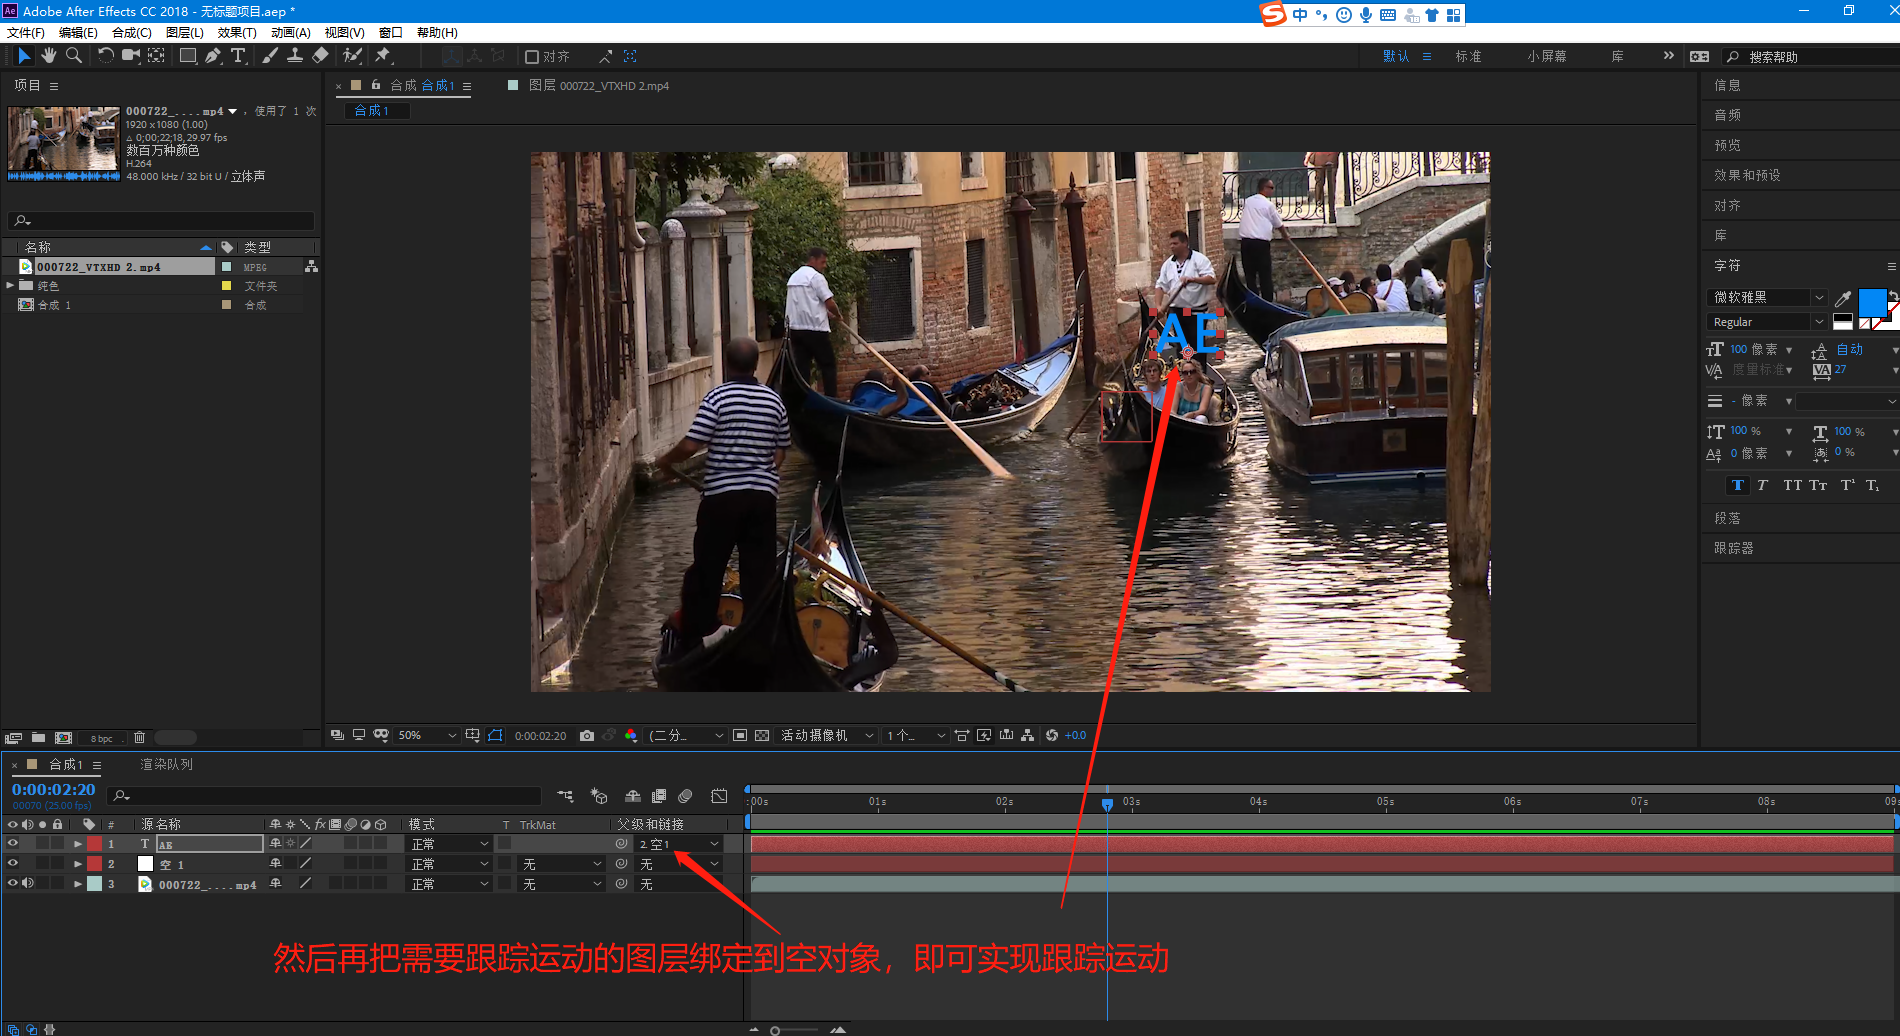 Ae Adobe After Effects CC 2018 - 无标题项目.aep *
中
文件(F) 编辑(E) 合成(C) 图层(L) 效果(T) 动画(A) 视图(V) 窗口 帮助(H)
对齐
默认 标准 小屏幕 库 » 搜索帮助
项目
000722_....mp4 ▼ , 使用了 1 次
1920 x1080 (1.00)
△ 0;00;22;18, 29.97 fps
数百万种颜色
H.264
48.000 kHz / 32 bit U / 立体声
名称 类型
000722_VTXHD 2.mp4 MPEG
纯色 文件夹
合成 1 合成
8 bpc
× 合成 合成1
图层 000722_VTXHD 2.mp4
合成1
AE
50% 0:00:02:20 (二分... 活动摄像机 1个... +0.0
信息
音频
预览
效果和预设
对齐
库
字符
微软雅黑
Regular
100 像素 自动
度量标准 27
- 像素
100 % 100 %
0 像素 0 %
T T TT Tт T¹ T₁
段落
跟踪器
× 合成1 渲染队列
0:00:02:20
00070 (25.00 fps)
:00s 01s 02s 03s 04s 05s 06s 07s 08s 09s
# 源名称 fx 模式 T TrkMat 父级和链接
1 T AE 正常 2.空1
2 空 1 正常 无 无
3 000722_....mp4 正常 无 无
然后再把需要跟踪运动的图层绑定到空对象，即可实现跟踪运动